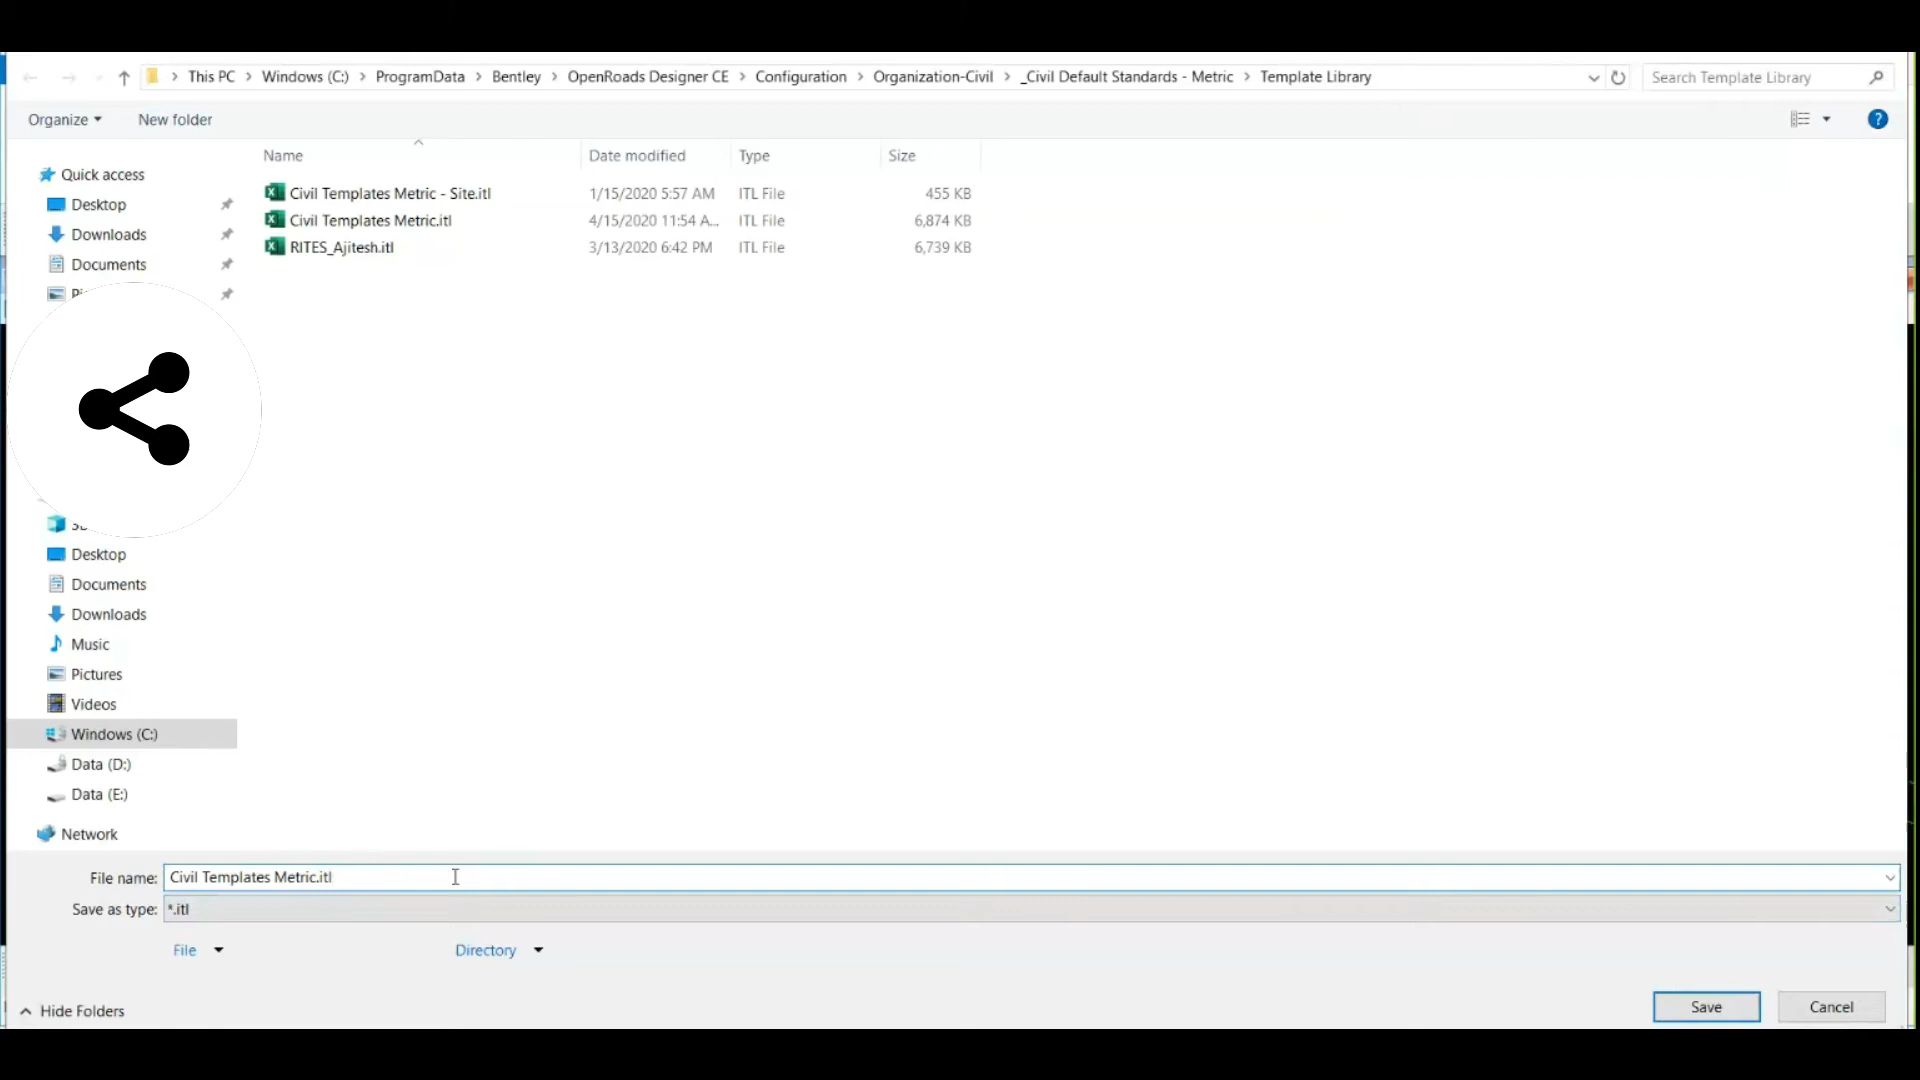 This PC > Windows (C:) > ProgramData > Bentley > OpenRoads Designer CE > Configuration > Organization-Civil > _Civil Default Standards - Metric > Template Library
Search Template Library
Organize New folder
Name Date modified Type Size
Quick access
Desktop
Downloads
Documents
Civil Templates Metric - Site.itl 1/15/2020 5:57 AM ITL File 455 KB
Civil Templates Metric.itl 4/15/2020 11:54 A... ITL File 6,874 KB
RITES_Ajitesh.itl 3/13/2020 6:42 PM ITL File 6,739 KB
Desktop
Documents
Downloads
Music
Pictures
Videos
Windows (C:)
Data (D:)
Data (E:)
Network
File name: Civil Templates Metric.itl
Save as type: *.itl
File Directory
Hide Folders
Save Cancel